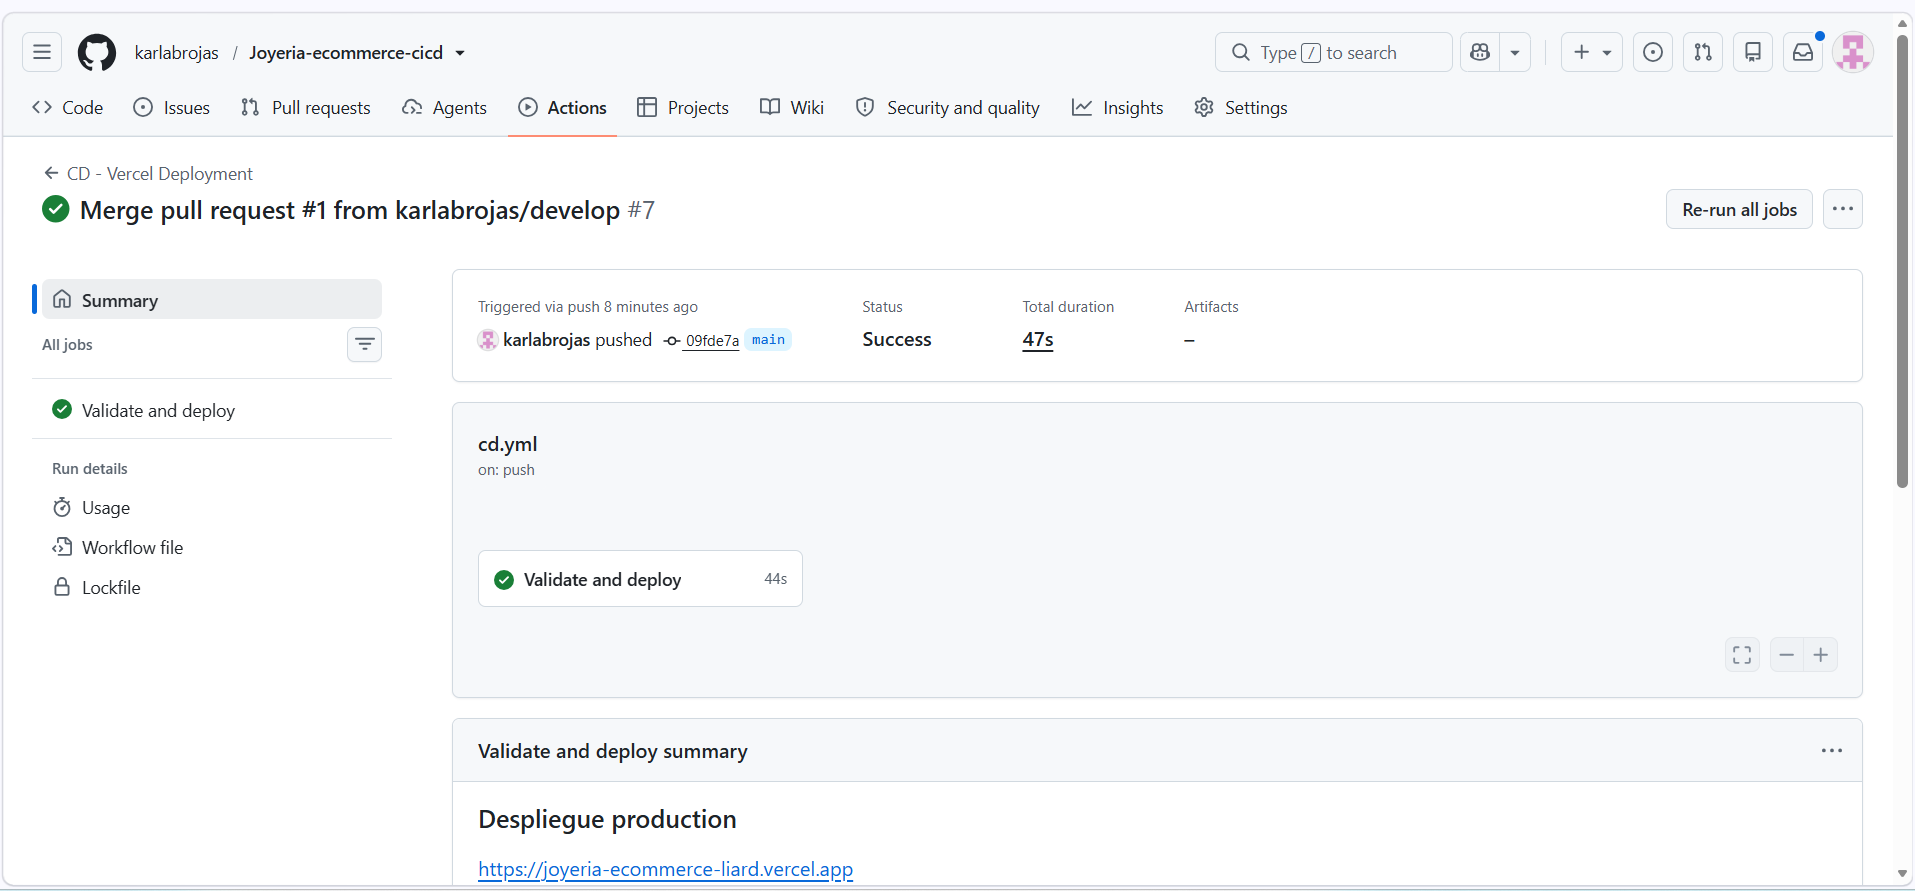 karlabrojas / Joyeria-ecommerce-cicd
Type / to search
Code Issues Pull requests Agents Actions Projects Wiki Security and quality Insights Settings
CD - Vercel Deployment
Merge pull request #1 from karlabrojas/develop #7
Re-run all jobs
Summary
All jobs
Validate and deploy
Run details
Usage
Workflow file
Lockfile
Triggered via push 8 minutes ago
karlabrojas pushed 09fde7a main
Status
Success
Total duration
47s
Artifacts
–
cd.yml
on: push
Validate and deploy 44s
Validate and deploy summary
Despliegue production
https://joyeria-ecommerce-liard.vercel.app